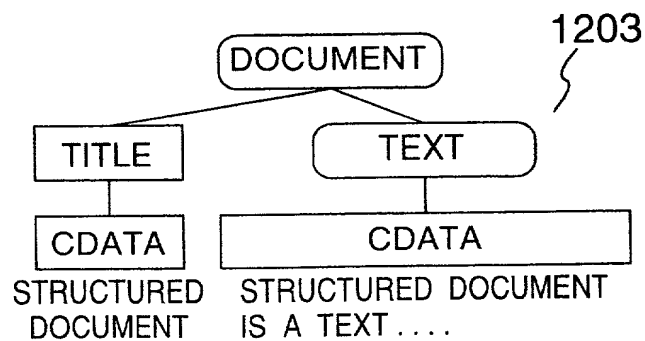 1203
DOCUMENT
TITLE
TEXT
CDATA
CDATA
STRUCTURED
DOCUMENT
STRUCTURED DOCUMENT
IS A TEXT....